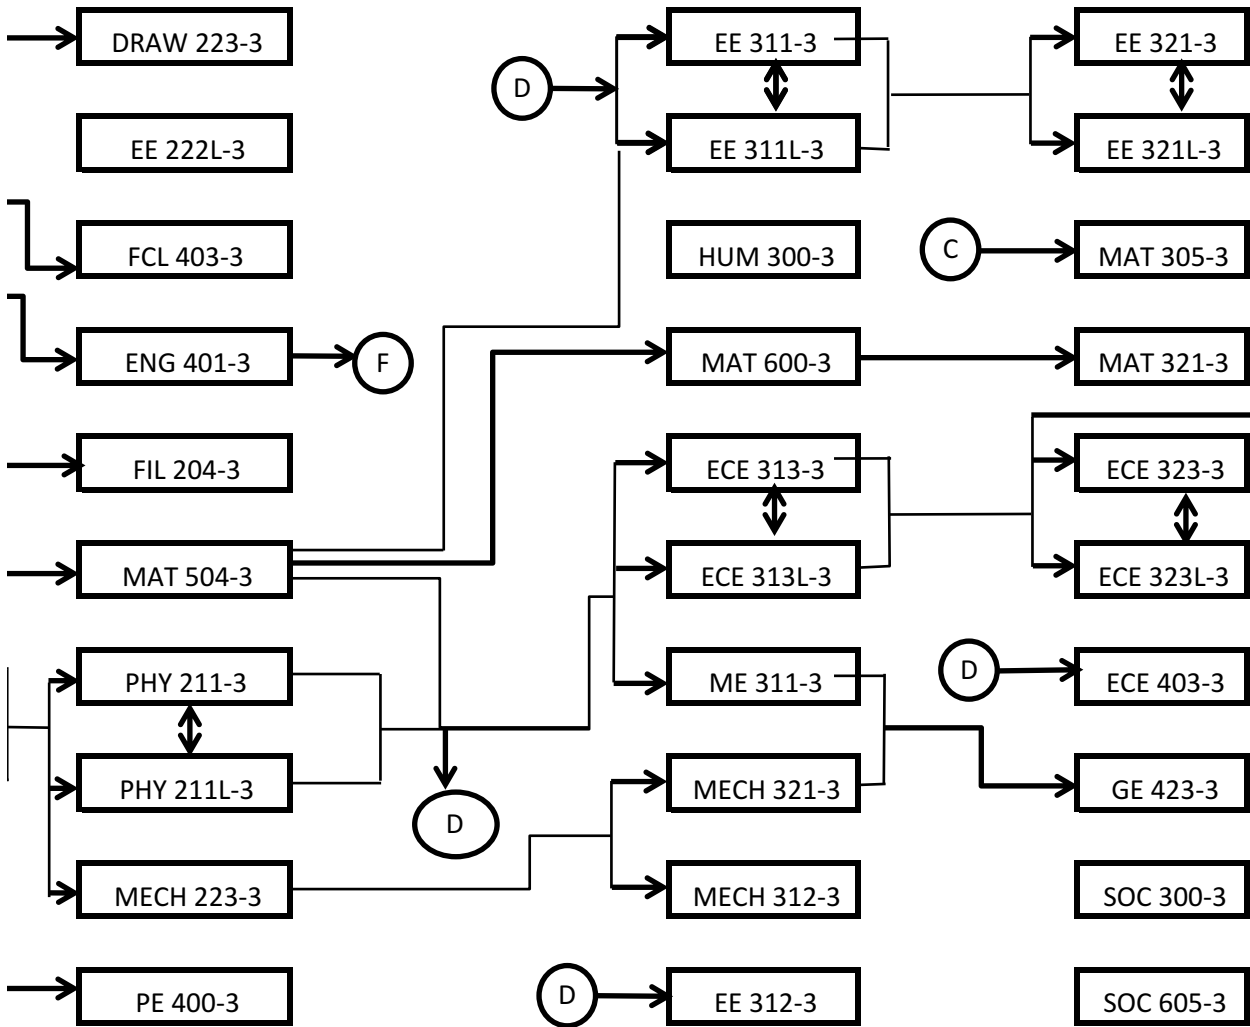 DRAW 223-3
EE 222L-3
FCL 403-3
ENG 401-3
F
FIL 204-3
MAT 504-3
PHY 211-3
PHY 211L-3
D
MECH 223-3
PE 400-3
D
EE 311-3
EE 311L-3
HUM 300-3
MAT 600-3
ECE 313-3
ECE 313L-3
ME 311-3
MECH 321-3
MECH 312-3
D
EE 312-3
EE 321-3
EE 321L-3
C
MAT 305-3
MAT 321-3
ECE 323-3
ECE 323L-3
D
ECE 403-3
GE 423-3
SOC 300-3
SOC 605-3